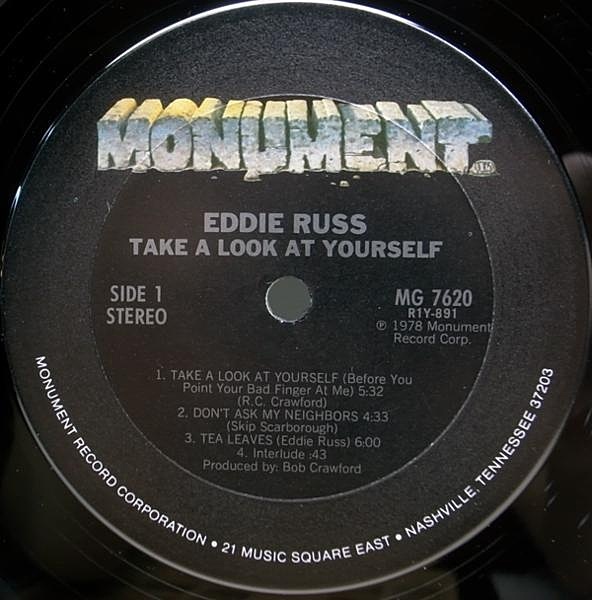 MONUMENT
EDDIE RUSS
TAKE A LOOK AT YOURSELF
SIDE 1
STEREO
MG 7620
R1Y-891
℗ 1978 Monument
Record Corp.
1. TAKE A LOOK AT YOURSELF (Before You
Point Your Bad Finger At Me) 5:32
(R.C. Crawford)
2. DON'T ASK MY NEIGHBORS 4:33
(Skip Scarborough)
3. TEA LEAVES (Eddie Russ) 6:00
4. Interlude :43
Produced by: Bob Crawford
MONUMENT RECORD CORPORATION • 21 MUSIC SQUARE EAST • NASHVILLE, TENNESSEE 37203